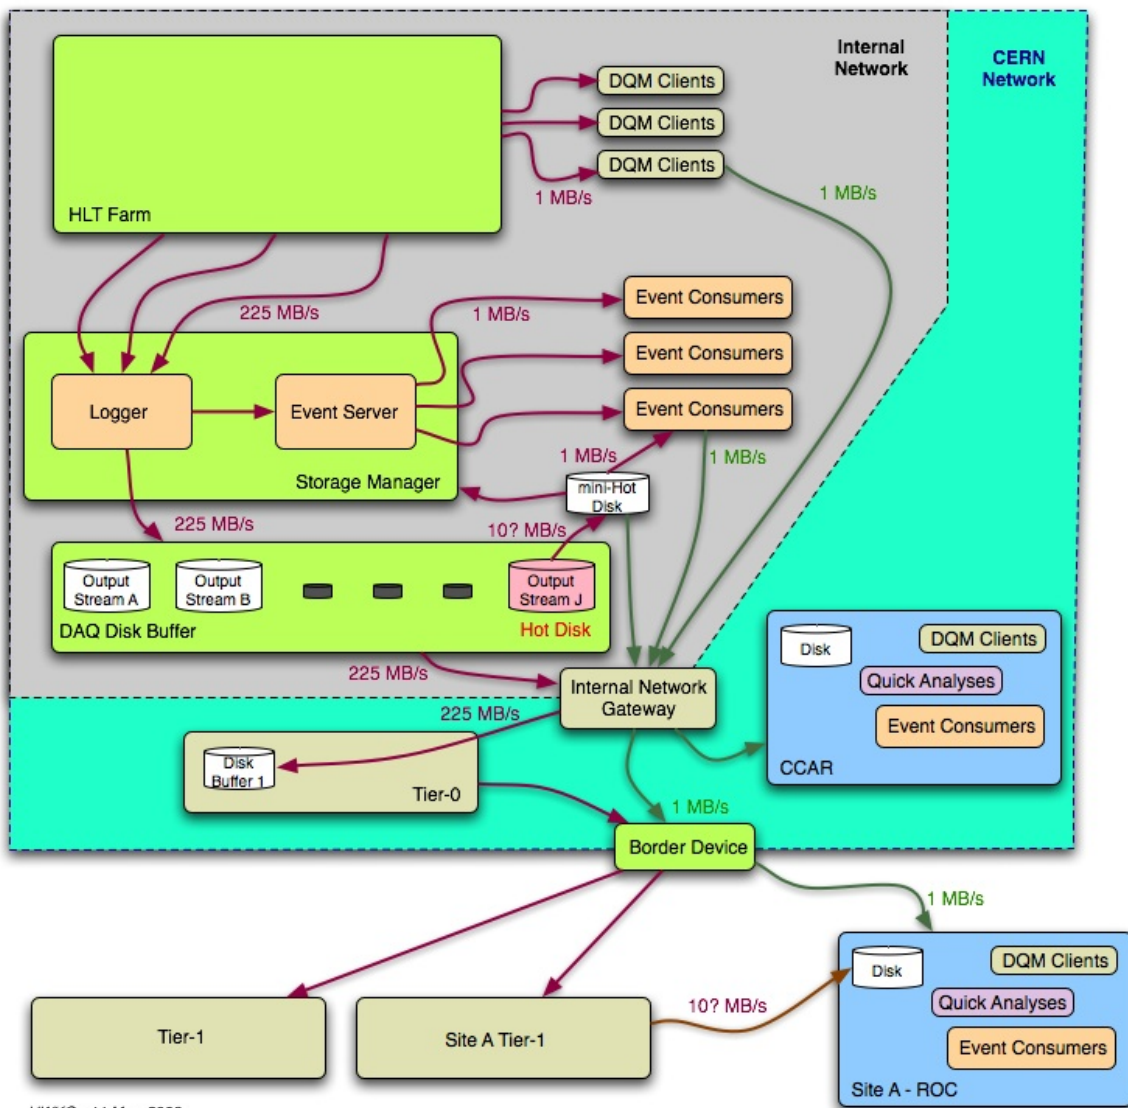 Internal
Network
CERN
Network
DQM Clients
DQM Clients
DQM Clients
1 MB/s
1 MB/s
HLT Farm
225 MB/s
1 MB/s
Event Consumers
Event Consumers
Event Consumers
Logger
Event Server
Storage Manager
1 MB/s
1 MB/s
mini-Hot
Disk
225 MB/s
10? MB/s
Output
Stream A
Output
Stream B
Output
Stream J
DAQ Disk Buffer
Hot Disk
225 MB/s
Internal Network
Gateway
225 MB/s
Disk
DQM Clients
Quick Analyses
Event Consumers
CCAR
Disk
Buffer 1
Tier-0
1 MB/s
Border Device
1 MB/s
Tier-1
Site A Tier-1
10? MB/s
Disk
DQM Clients
Quick Analyses
Event Consumers
Site A - ROC